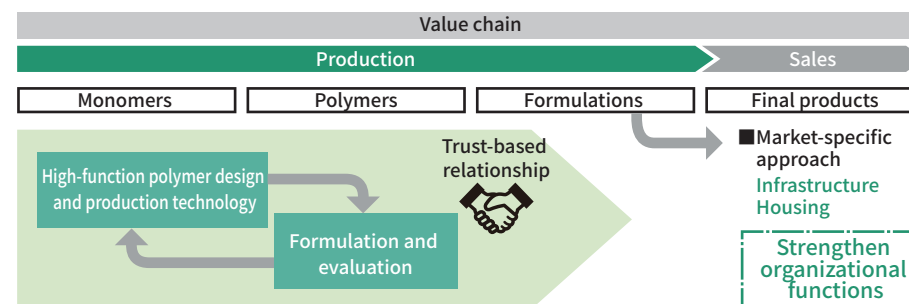 Value chain
Production
Sales
Monomers
Polymers
Formulations
Final products
High-function polymer design
and production technology
Formulation and
evaluation
Trust-based
relationship
■Market-specific
approach
Infrastructure
Housing
Strengthen
organizational
functions